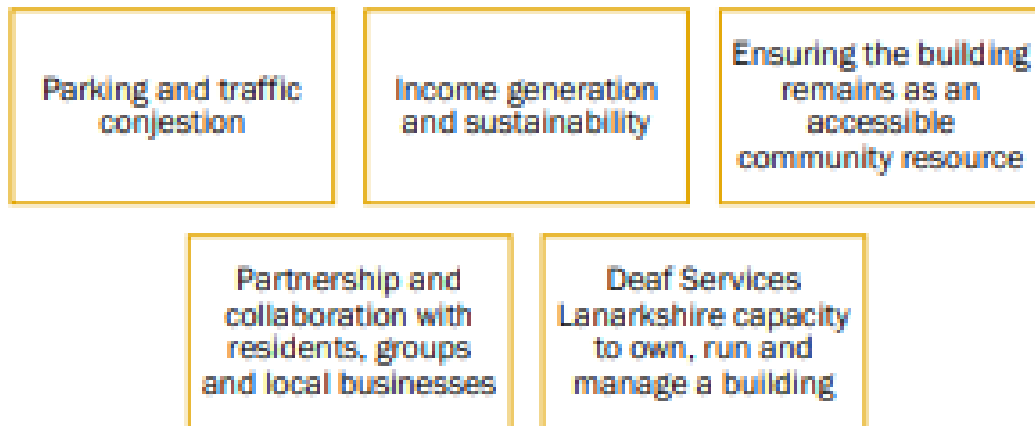 Parking and traffic
conjestion
Income generation
and sustainability
Ensuring the building
remains as an
accessible
community resource
Partnership and
collaboration with
residents, groups
and local businesses
Deaf Services
Lanarkshire capacity
to own, run and
manage a building